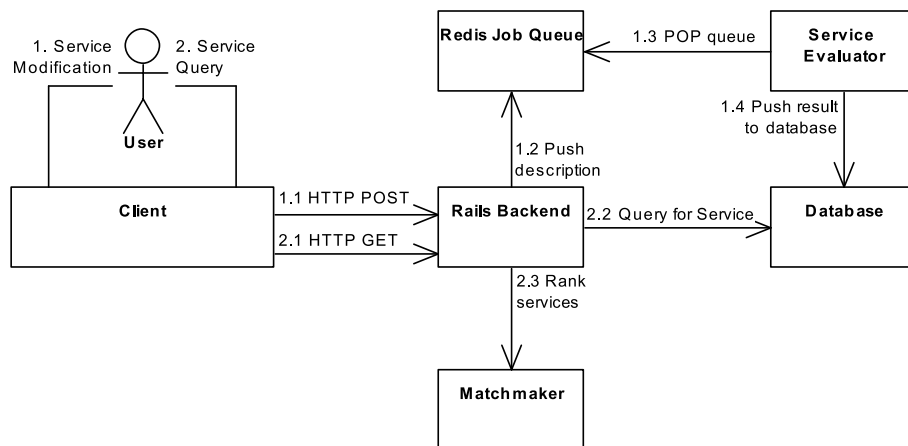 1. Service
Modification
2. Service
Query
User
Redis Job Queue
1.3 POP queue
Service
Evaluator
1.4 Push result
to database
1.2 Push
description
Client
1.1 HTTP POST
2.1 HTTP GET
Rails Backend
2.2 Query for Service
Database
2.3 Rank
services
Matchmaker